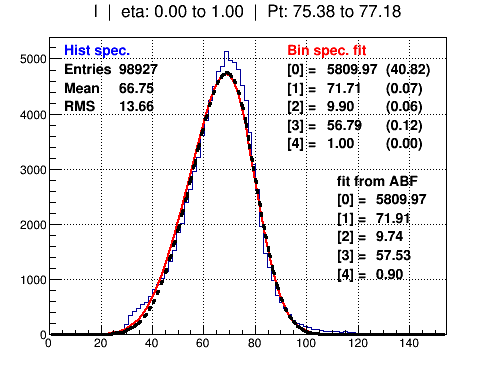 I | eta: 0.00 to 1.00 | Pt: 75.38 to 77.18
Hist spec.
Entries 98927
Mean 66.75
RMS 13.66
Bin spec. fit
[0] = 5809.97 (40.82)
[1] = 71.71 (0.07)
[2] = 9.90 (0.06)
[3] = 56.79 (0.12)
[4] = 1.00 (0.00)
fit from ABF
[0] = 5809.97
[1] = 71.91
[2] = 9.74
[3] = 57.53
[4] = 0.90
5000
4000
3000
2000
1000
0
0 20 40 60 80 100 120 140